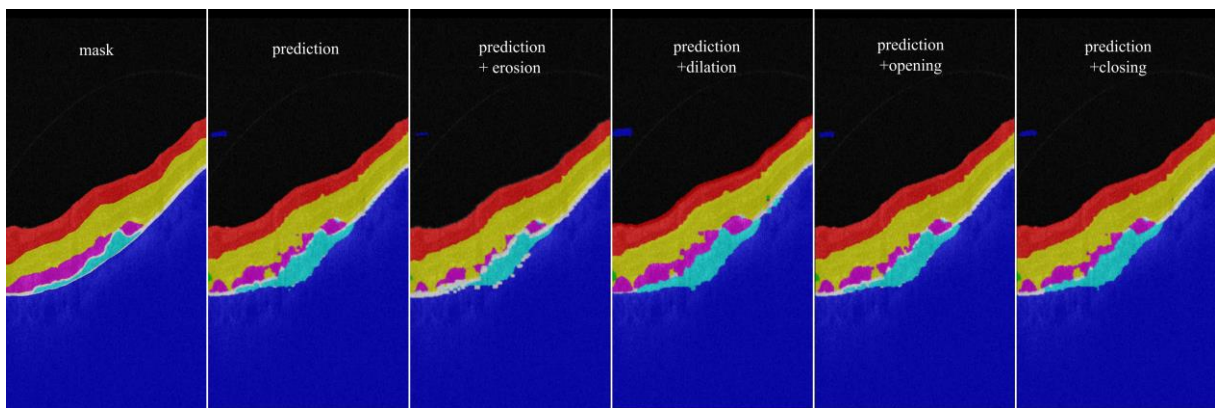 mask
prediction
prediction
+ erosion
prediction
+dilation
prediction
+opening
prediction
+closing